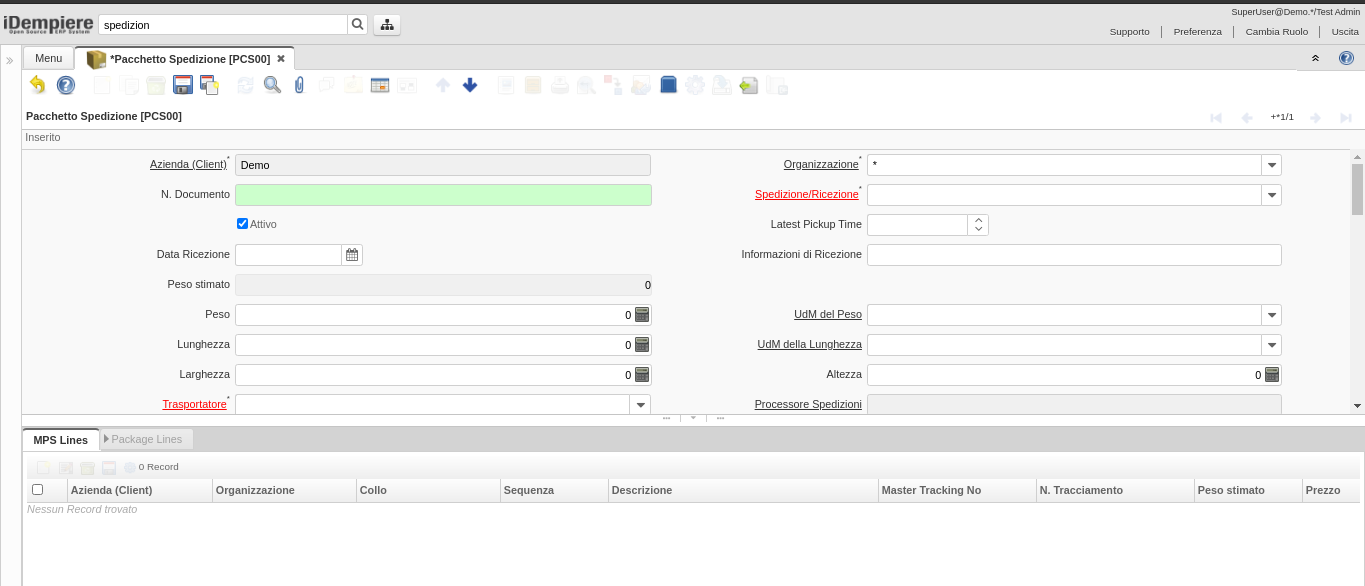 SuperUser@Demo.*/Test Admin
iDempiere
Open Source ERP System
spedizion
Supporto
Preferenza
Cambia Ruolo
Uscita
»
Menu
*Pacchetto Spedizione [PCS00]
Pacchetto Spedizione [PCS00]
+*1/1
Inserito
Azienda (Client)*
Demo
Organizzazione*
*
N. Documento
Spedizione/Ricezione*
Attivo
Latest Pickup Time
Data Ricezione
Informazioni di Ricezione
Peso stimato
0
Peso
0
UdM del Peso
Lunghezza
0
UdM della Lunghezza
Larghezza
0
Altezza
0
Trasportatore*
Processore Spedizioni
MPS Lines
Package Lines
0 Record
Azienda (Client)
Organizzazione
Collo
Sequenza
Descrizione
Master Tracking No
N. Tracciamento
Peso stimato
Prezzo
Nessun Record trovato